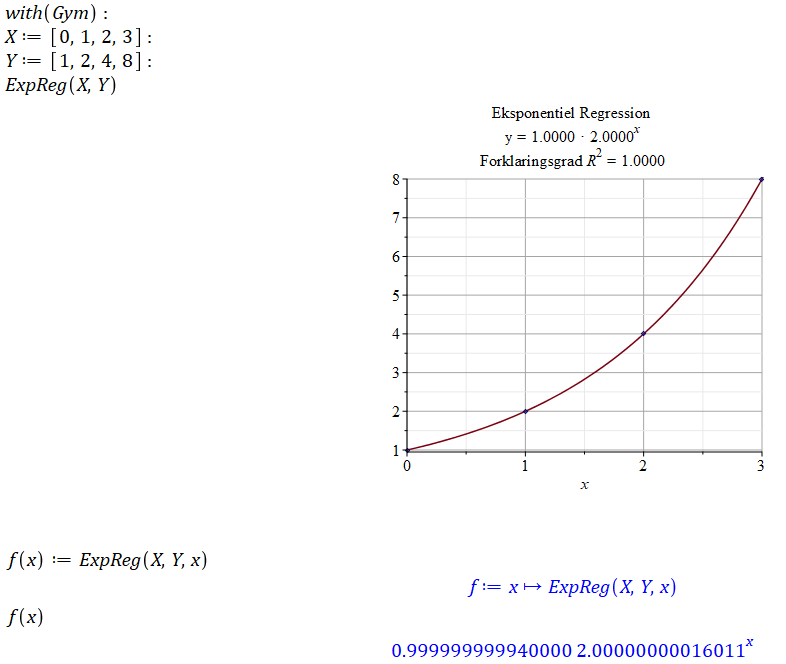 with(Gym) :
X := [0, 1, 2, 3] :
Y := [1, 2, 4, 8] :
ExpReg(X, Y)
Eksponentiel Regression
y = 1.0000 · 2.0000^x
Forklaringsgrad R^2 = 1.0000
8
7
6
5
4
3
2
1
0 1 2 3
x
f(x) := ExpReg(X, Y, x)
f := x ↦ ExpReg(X, Y, x)
f(x)
0.999999999940000 2.00000000016011^x